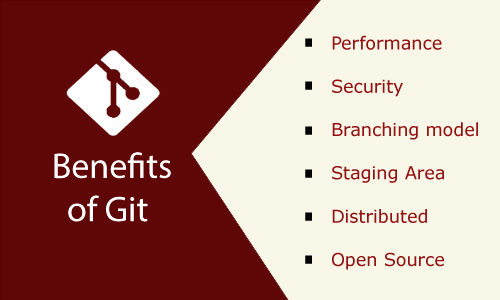 Benefits
of Git
Performance
Security
Branching model
Staging Area
Distributed
Open Source